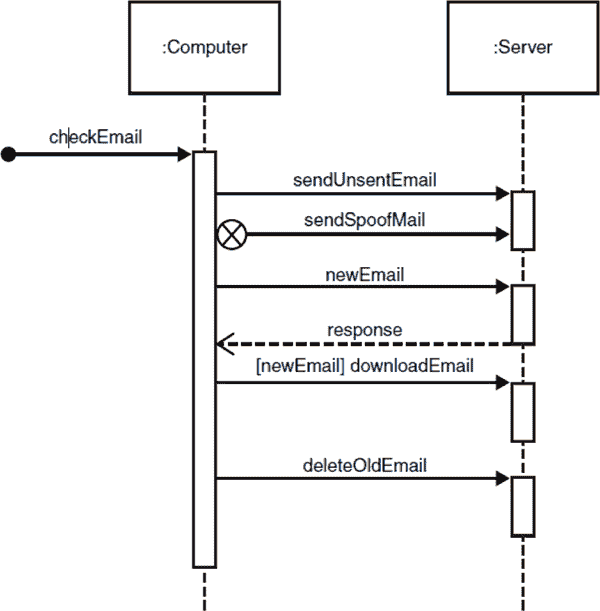 :Computer
:Server
checkEmail
sendUnsentEmail
sendSpoofMail
newEmail
response
[newEmail] downloadEmail
deleteOldEmail